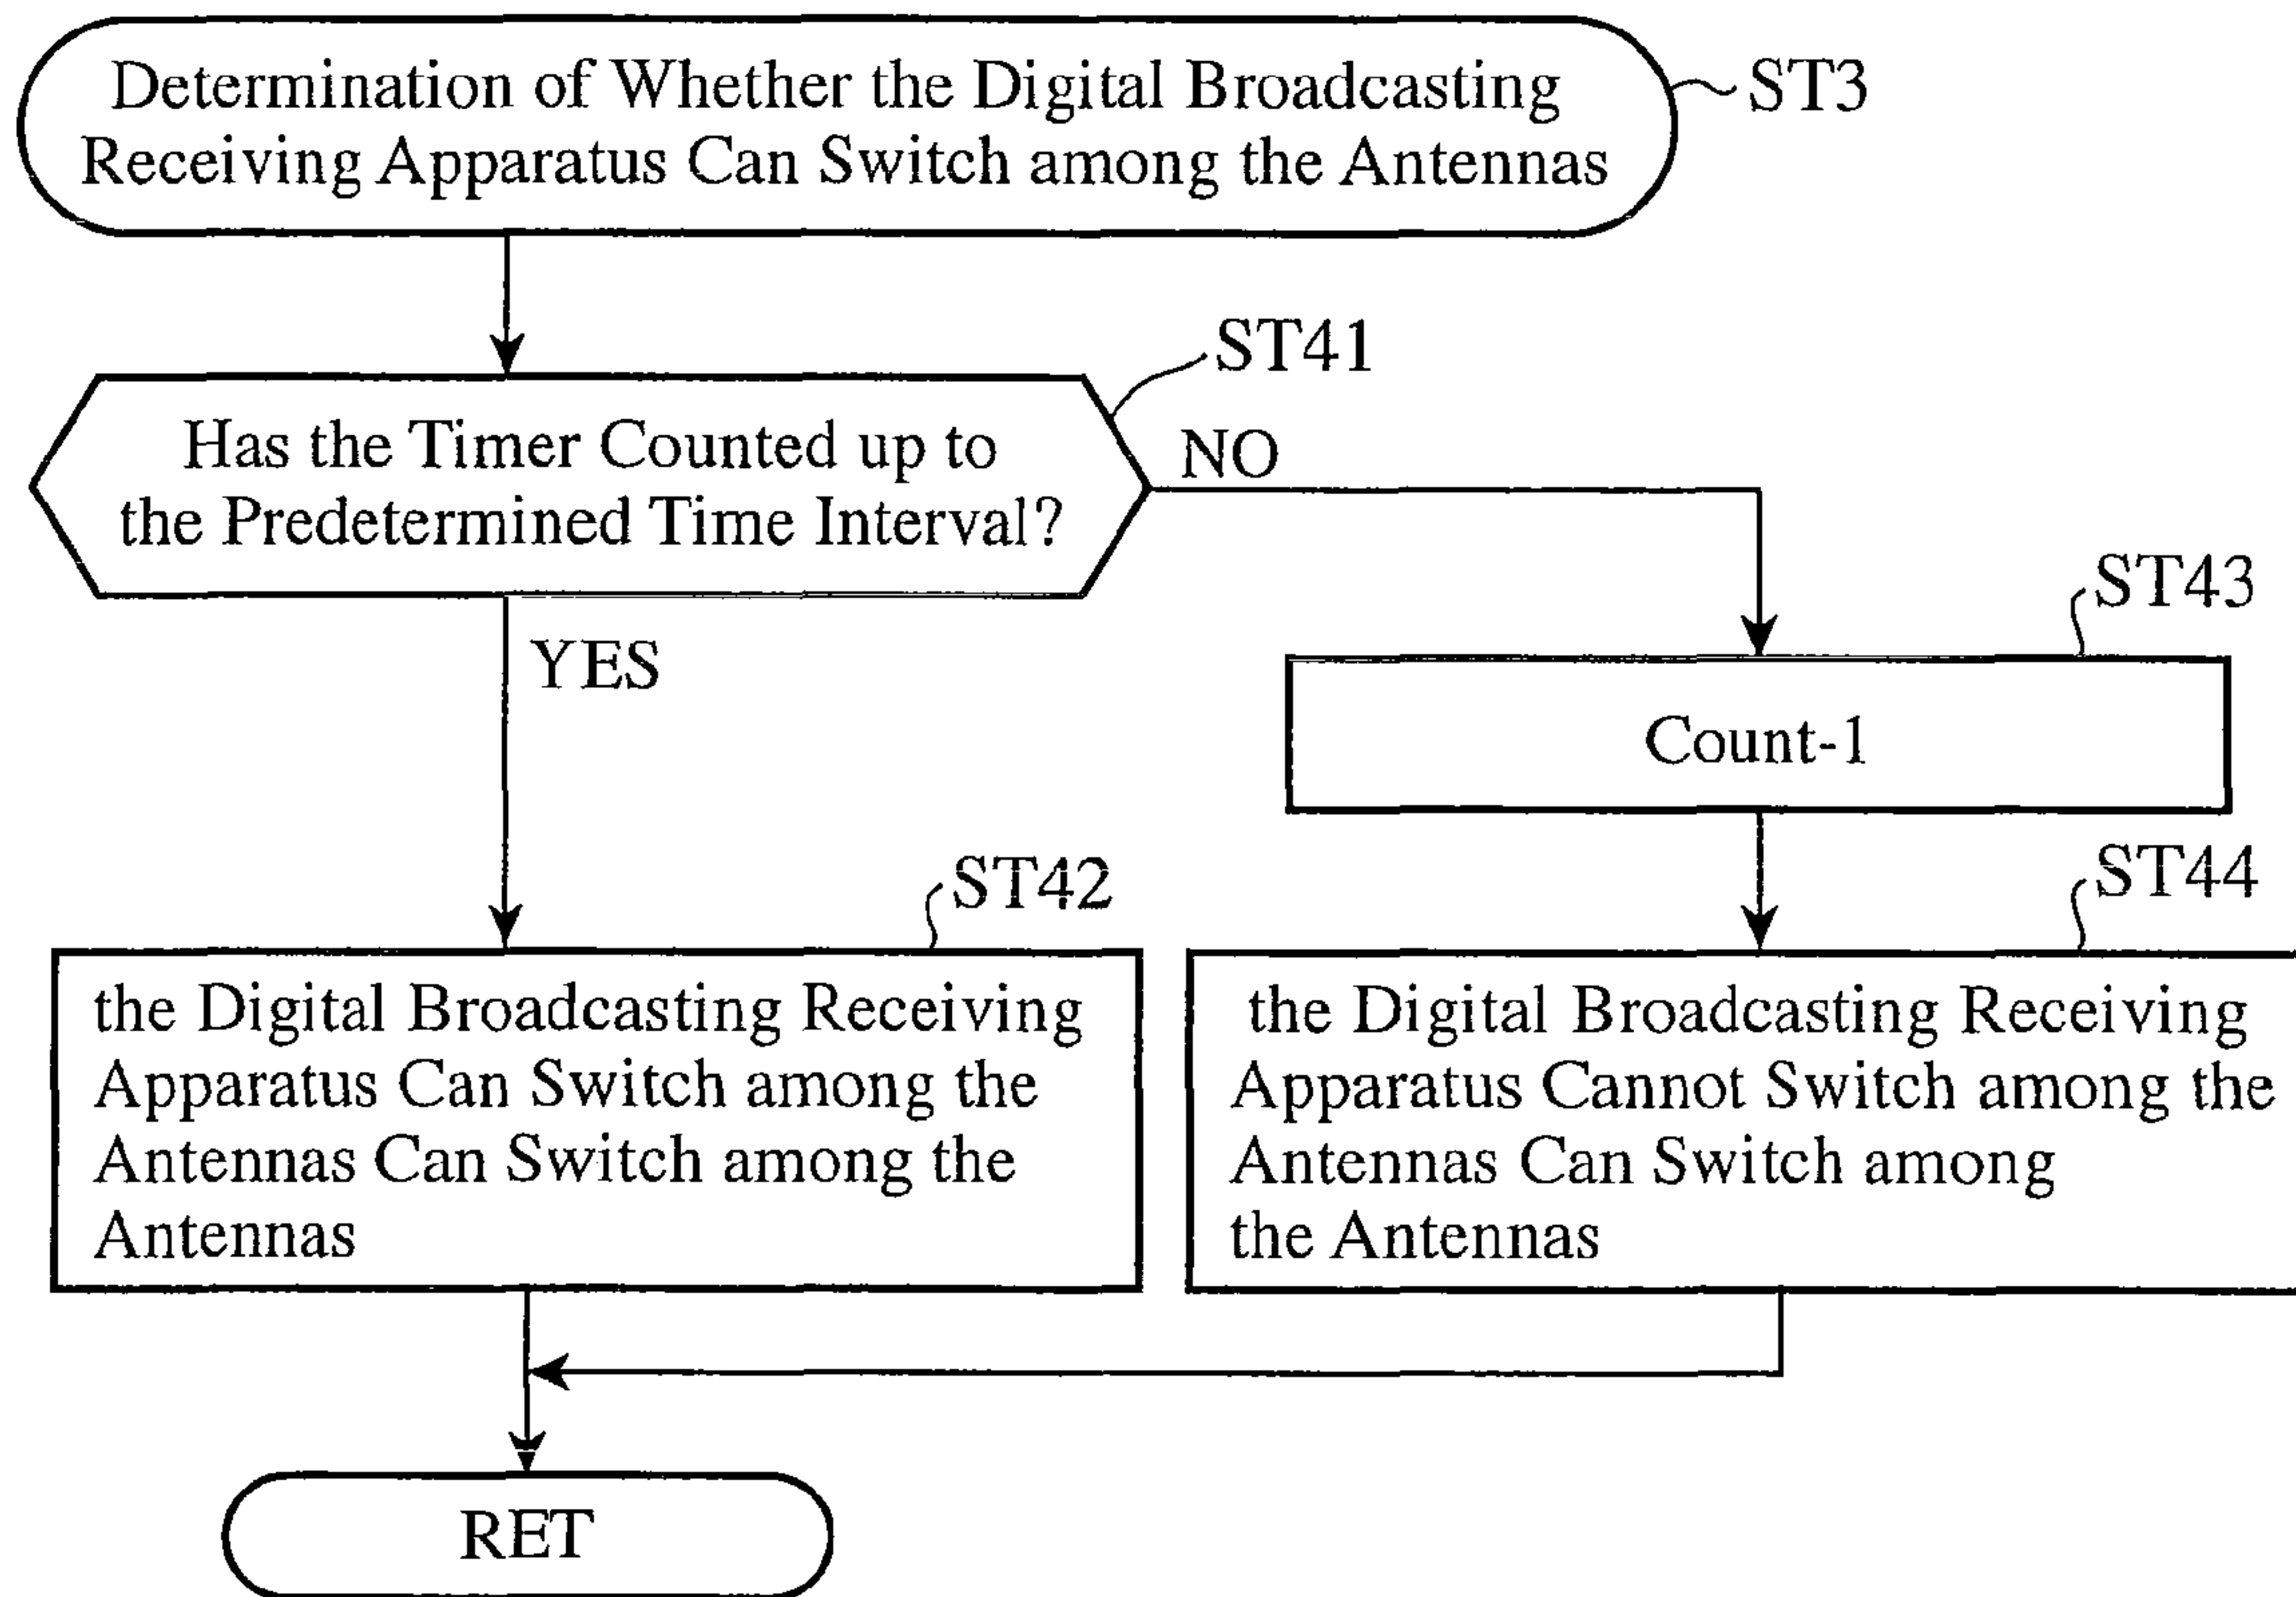 Determination of Whether the Digital Broadcasting
Receiving Apparatus Can Switch among the Antennas
ST3
ST41
Has the Timer Counted up to
the Predetermined Time Interval?
NO
YES
ST43
Count-1
ST42
the Digital Broadcasting Receiving
Apparatus Can Switch among the
Antennas Can Switch among the
Antennas
ST44
the Digital Broadcasting Receiving
Apparatus Cannot Switch among the
Antennas Can Switch among
the Antennas
RET